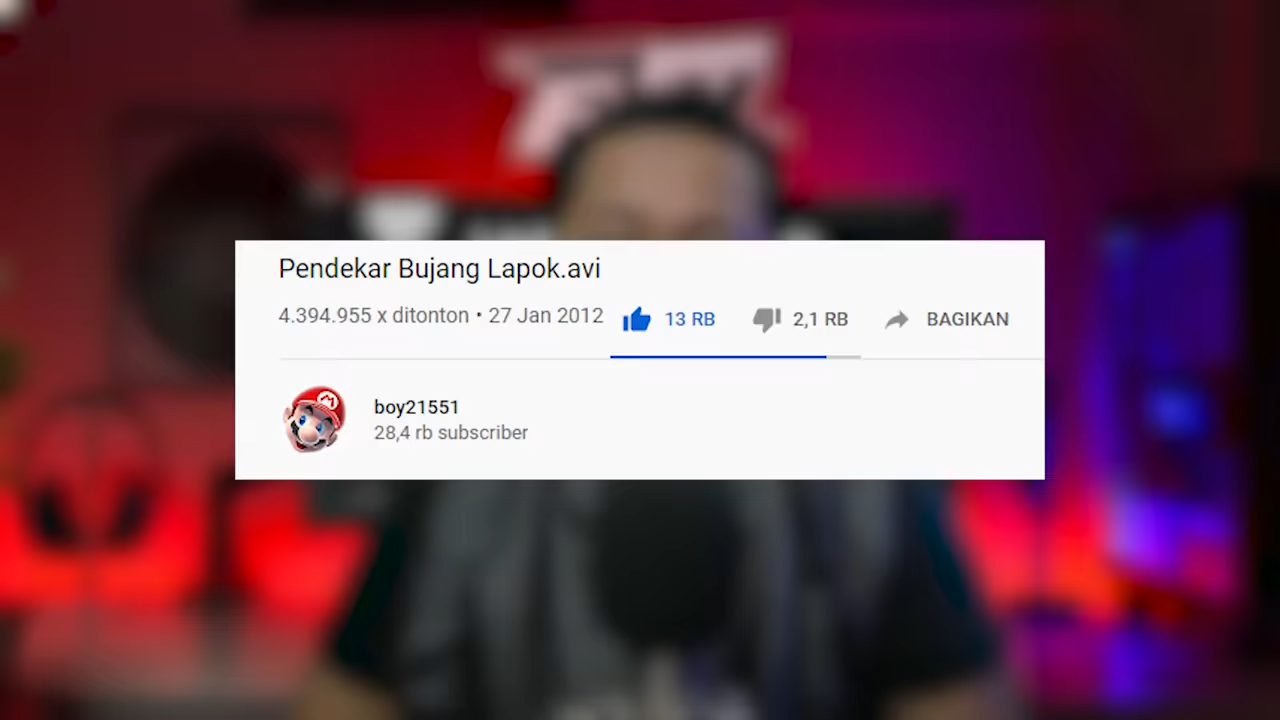 Pendekar Bujang Lapok.avi
4.394.955 x ditonton • 27 Jan 2012 13 RB 2,1 RB BAGIKAN
boy21551
28,4 rb subscriber